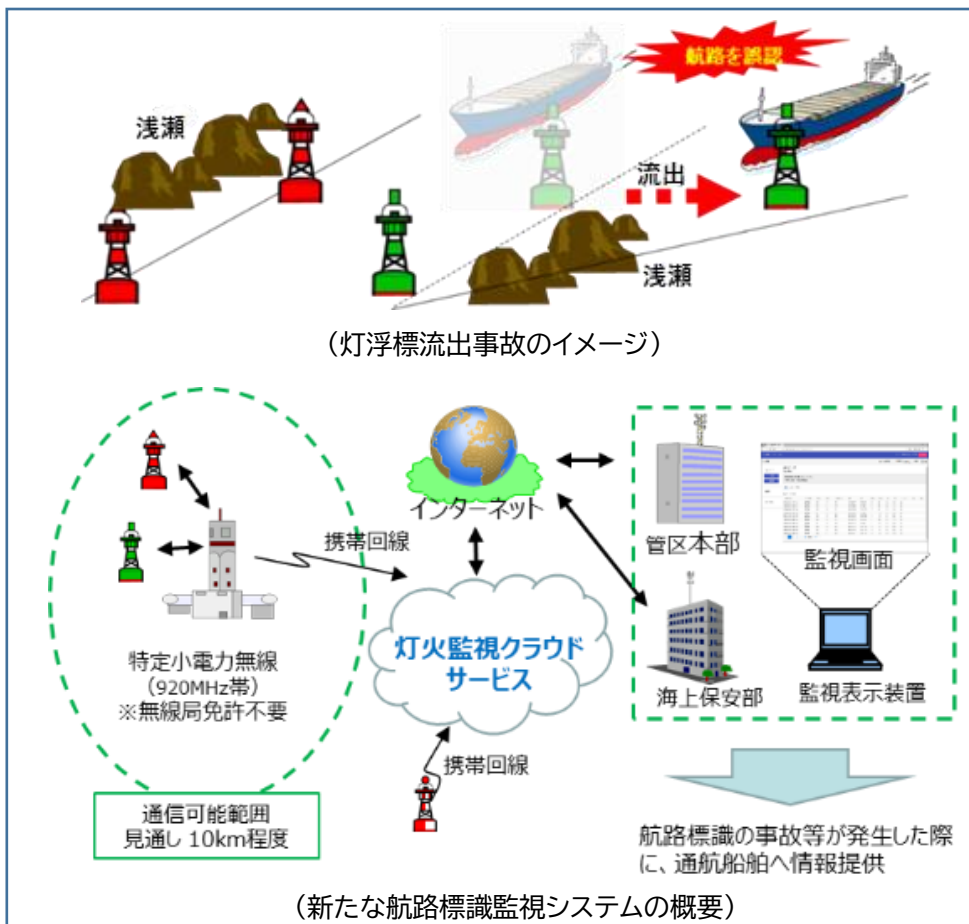 航路を誤認
浅瀬
流出
浅瀬
（灯浮標流出事故のイメージ）
インターネット
携帯回線
管区本部
監視画面
灯火監視クラウド
サービス
特定小電力無線
（920MHz帯）
※無線局免許不要
海上保安部
監視表示装置
携帯回線
通信可能範囲
見通し 10km程度
航路標識の事故等が発生した際
に、通航船舶へ情報提供
（新たな航路標識監視システムの概要）